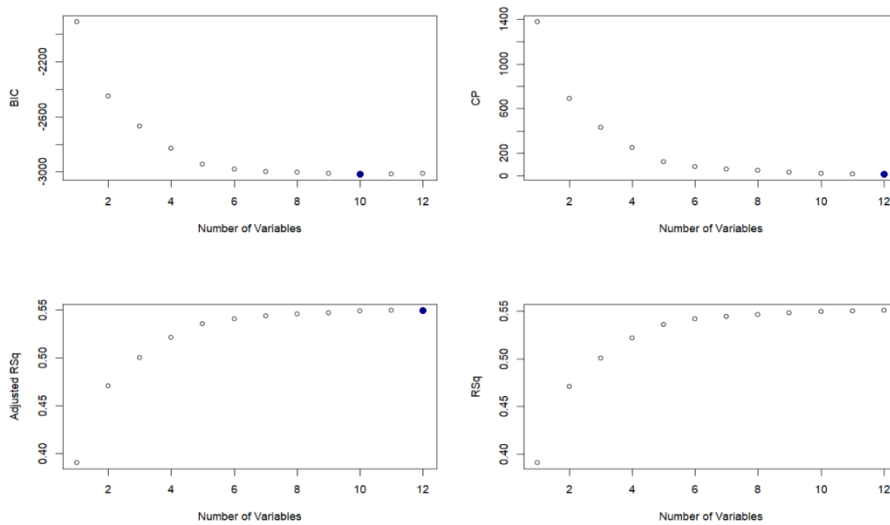 BIC
-2200
-2600
-3000
2 4 6 8 10 12
Number of Variables
CP
1400
1000
600
200
0
2 4 6 8 10 12
Number of Variables
Adjusted RSq
0.55
0.50
0.45
0.40
2 4 6 8 10 12
Number of Variables
RSq
0.55
0.50
0.45
0.40
2 4 6 8 10 12
Number of Variables